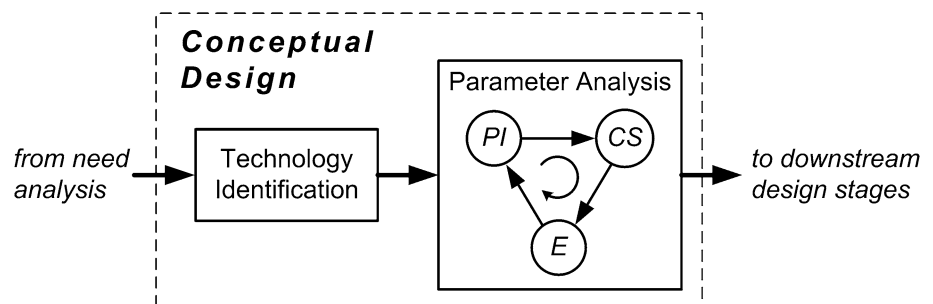 Conceptual
Design
Parameter Analysis
PI
CS
from need
analysis
Technology
Identification
to downstream
design stages
E